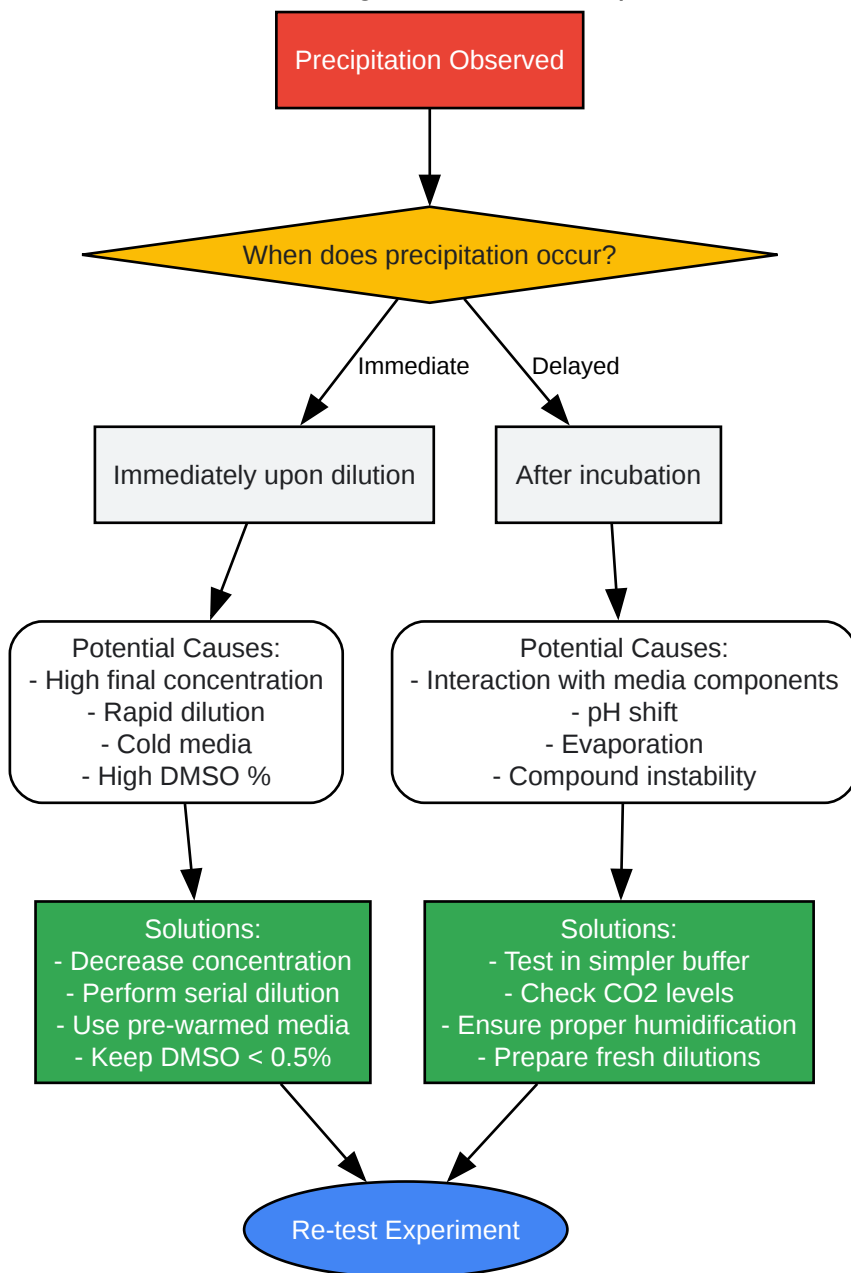 Precipitation Observed
When does precipitation occur?
Immediate
Delayed
Immediately upon dilution
After incubation
Potential Causes:
- High final concentration
- Rapid dilution
- Cold media
- High DMSO %
Potential Causes:
- Interaction with media components
- pH shift
- Evaporation
- Compound instability
Solutions:
- Decrease concentration
- Perform serial dilution
- Use pre-warmed media
- Keep DMSO < 0.5%
Solutions:
- Test in simpler buffer
- Check CO2 levels
- Ensure proper humidification
- Prepare fresh dilutions
Re-test Experiment